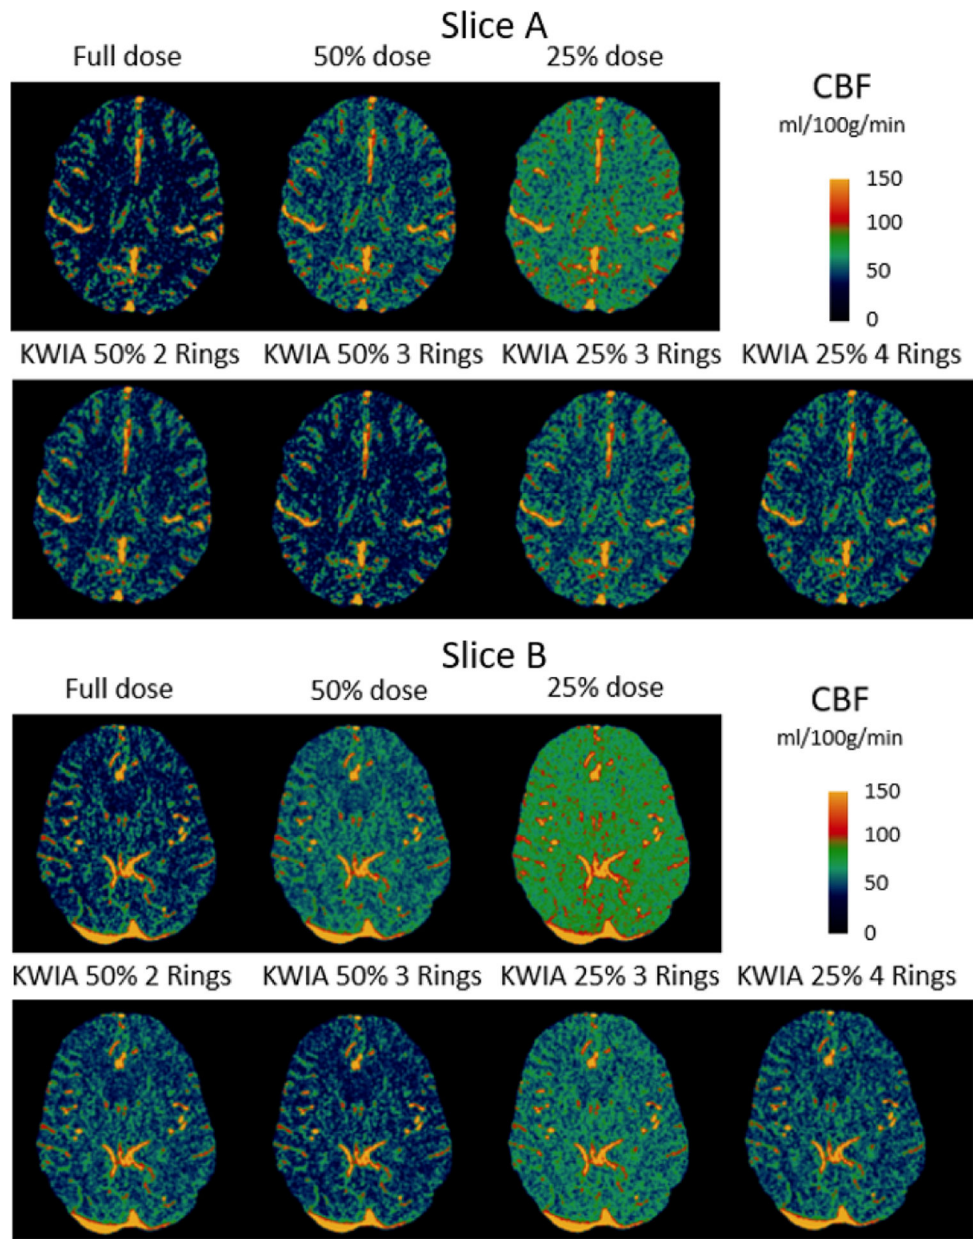 Slice A
Full dose 50% dose 25% dose
CBF
ml/100g/min
150
100
50
0
KWIA 50% 2 Rings KWIA 50% 3 Rings KWIA 25% 3 Rings KWIA 25% 4 Rings
Slice B
Full dose 50% dose 25% dose
CBF
ml/100g/min
150
100
50
0
KWIA 50% 2 Rings KWIA 50% 3 Rings KWIA 25% 3 Rings KWIA 25% 4 Rings